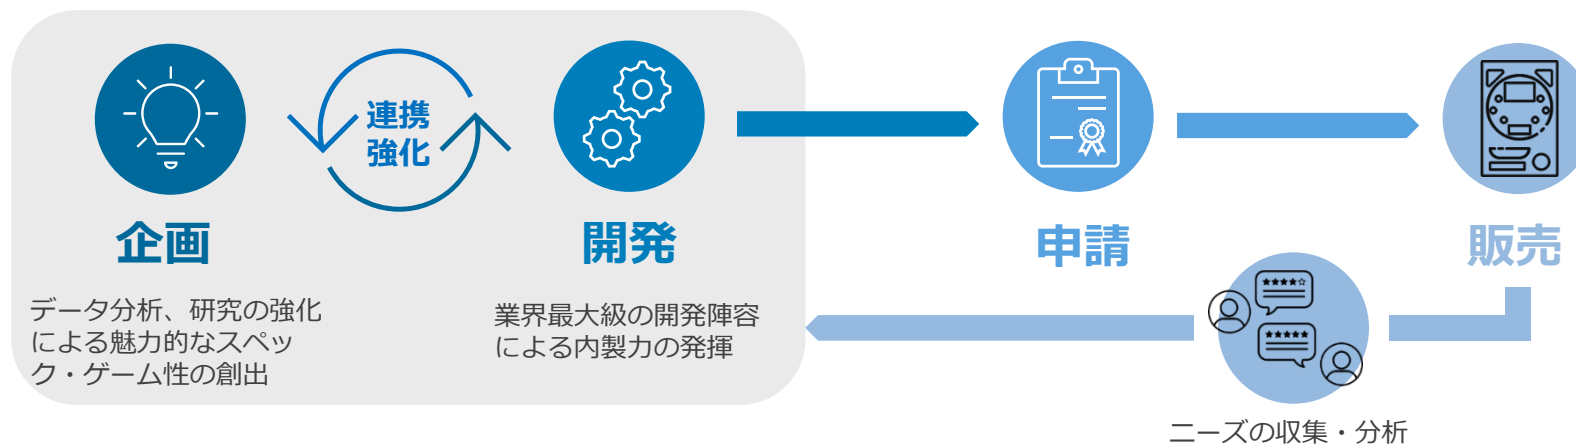 連携
強化
企画
開発
申請
販売
データ分析、研究の強化
による魅力的なスペッ
ク・ゲーム性の創出
業界最大級の開発陣容
による内製力の発揮
ニーズの収集・分析